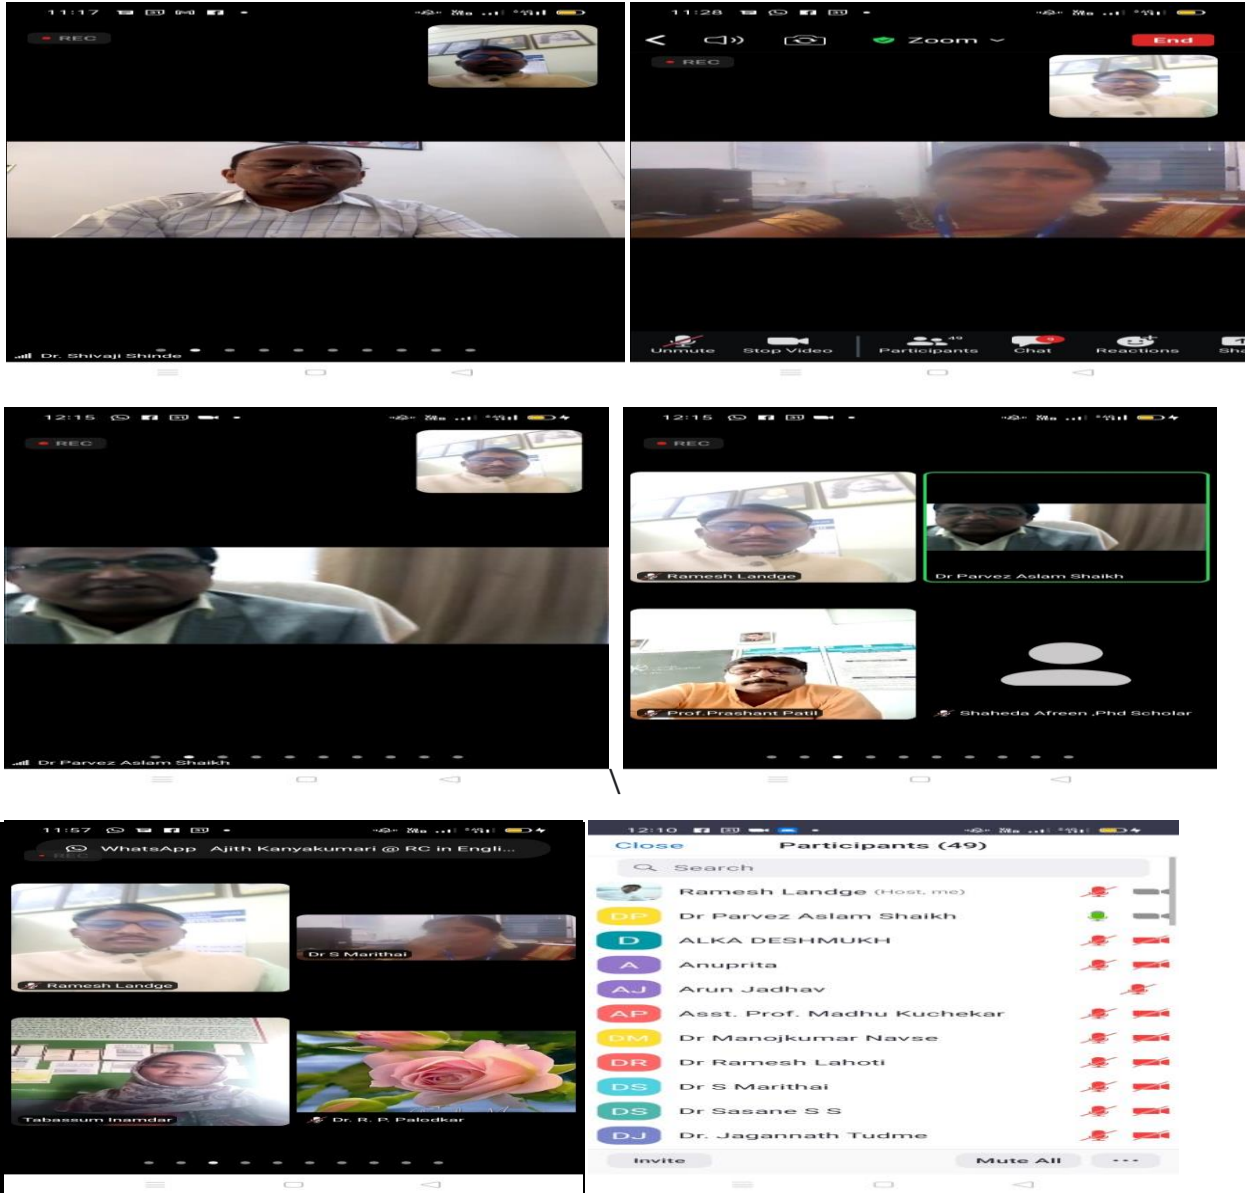 11:17
REC
Dr. Shivaji Shinde
11:28
Zoom
End
REC
Unmute
Stop Video
49
Participants
Chat
Reactions
Sha
12:15
REC
Dr Parvez Aslam Shaikh
\
12:15
REC
Ramesh Landge
Dr Parvez Aslam Shaikh
Prof.Prashant Patil
Shaheda Afreen ,Phd Scholar
11:57
WhatsApp Ajith Kanyakumari @ RC in Engli...
REC
Ramesh Landge
Dr S Marithai
Tabassum Inamdar
Dr. R. P. Palodkar
12:10
Close
Participants (49)
Search
Ramesh Landge (Host, me)
DP Dr Parvez Aslam Shaikh
D ALKA DESHMUKH
A Anuprita
AJ Arun Jadhav
AP Asst. Prof. Madhu Kuchekar
DM Dr Manojkumar Navse
DR Dr Ramesh Lahoti
DS Dr S Marithai
DS Dr Sasane S S
DJ Dr. Jagannath Tudme
Invite
Mute All
...